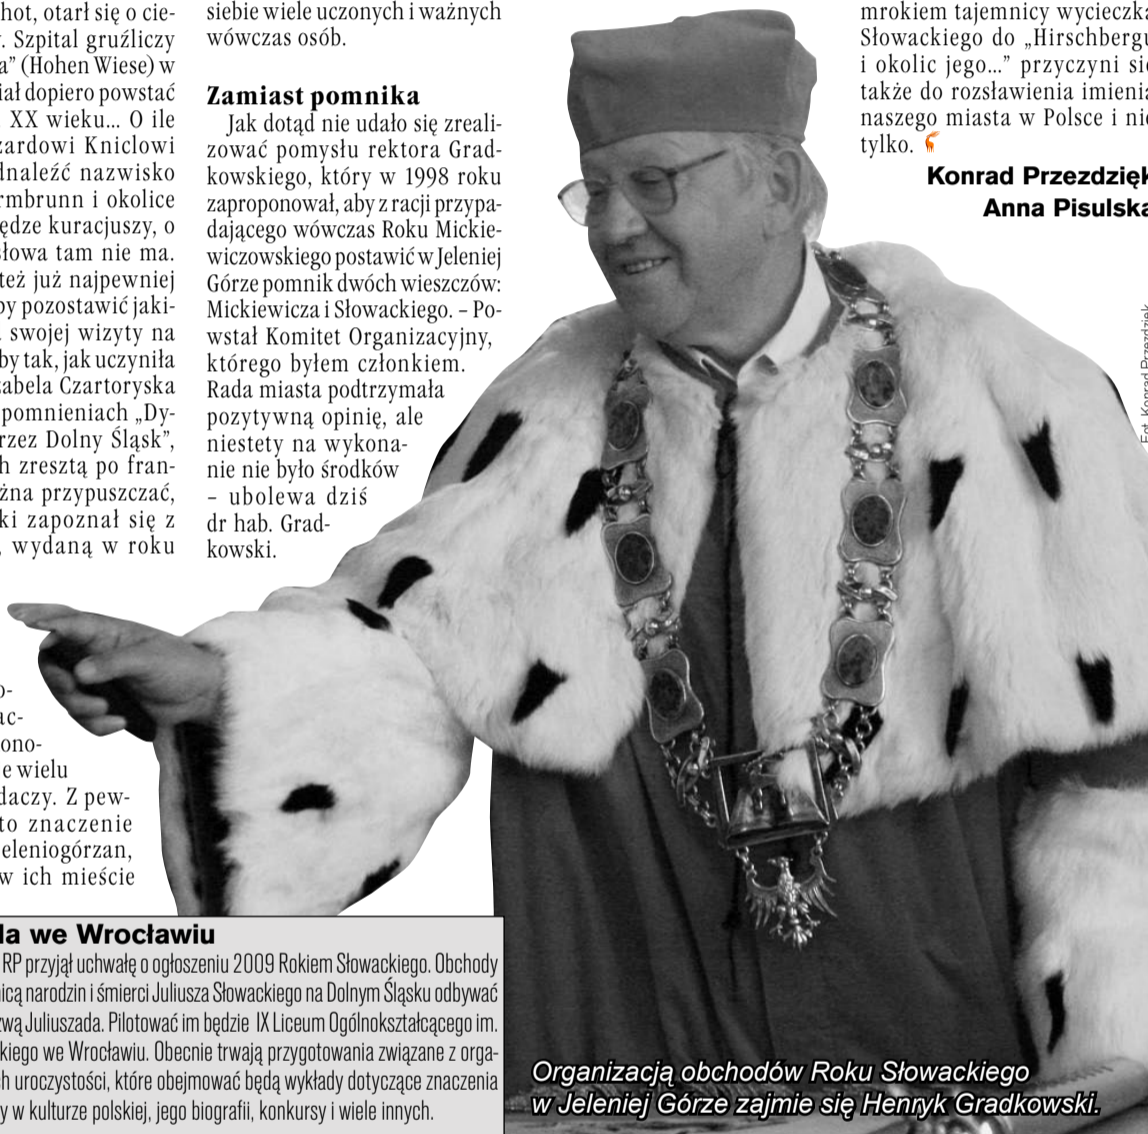 hot, otarł się o cie-
. Szpital gruźliczy
a” (Hohen Wiese) w
iał dopiero powstać
XX wieku... O ile
zardowi Kniclowi
dnaleźć nazwisko
rmbrunn i okolice
ędze kuracjuszy, o
słowa tam nie ma.
też już najpewniej
by pozostawić jaki-
swojej wizyty na
by tak, jak uczyniła
zabela Czartoryska
pomnieniach „Dy-
rzez Dolny Śląsk”,
h zresztą po fran-
żna przypuszczać,
ki zapoznał się z
, wydaną w roku
o-
ac-
ono-
e wielu
daczy. Z pew-
to znaczenie
eleniogórzan,
w ich mieście
siebie wiele uczonych i ważnych
wówczas osób.
Zamiast pomnika
Jak dotąd nie udało się zreali-
zować pomysłu rektora Grad-
kowskiego, który w 1998 roku
zaproponował, aby z racji przypa-
dającego wówczas Roku Mickie-
wiczowskiego postawić w Jeleniej
Górze pomnik dwóch wieszczów:
Mickiewicza i Słowackiego. – Po-
wstał Komitet Organizacyjny,
którego byłem członkiem.
Rada miasta podtrzymała
pozytywną opinię, ale
niestety na wykona-
nie nie było środków
– ubolewa dziś
dr hab. Grad-
kowski.
mrokiem tajemnicy wycieczka
Słowackiego do „Hirschbergu
i okolic jego...” przyczyni się
także do rozsławienia imienia
naszego miasta w Polsce i nie
tylko.
Konrad Przezdzięk
Anna Pisulska
Fot. Konrad Przezdzięk
la we Wrocławiu
RP przyjął uchwałę o ogłoszeniu 2009 Rokiem Słowackiego. Obchody
nicą narodzin i śmierci Juliusza Słowackiego na Dolnym Śląsku odbywać
zwą Juliuszada. Pilotować im będzie IX Liceum Ogólnokształcącego im.
kiego we Wrocławiu. Obecnie trwają przygotowania związane z orga-
h uroczystości, które obejmować będą wykłady dotyczące znaczenia
y w kulturze polskiej, jego biografii, konkursy i wiele innych.
Organizacją obchodów Roku Słowackiego
w Jeleniej Górze zajmie się Henryk Gradkowski.